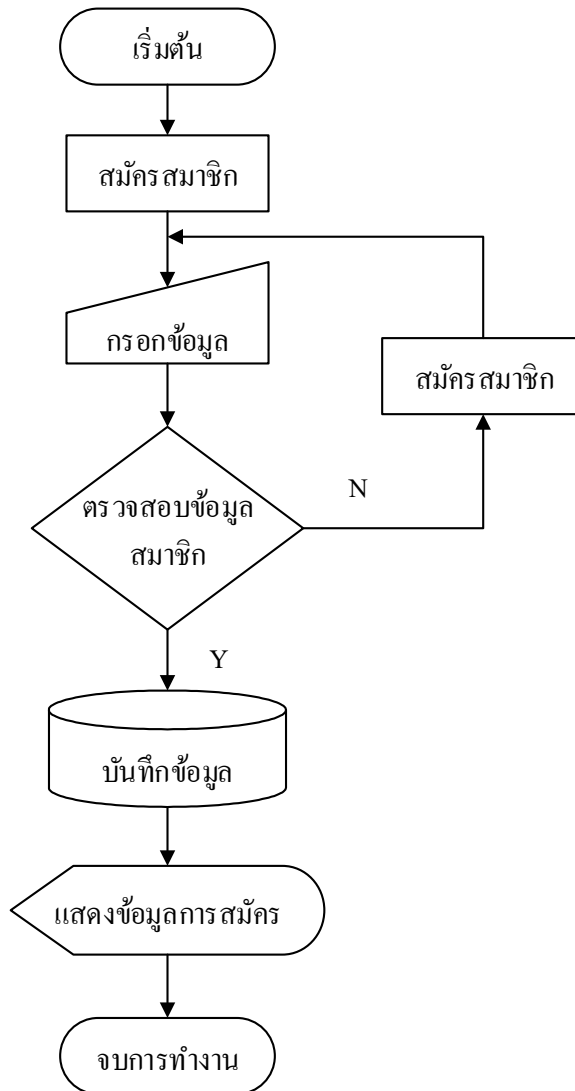 เริ่มต้น
สมัครสมาชิก
กรอกข้อมูล
สมัครสมาชิก
ตรวจสอบข้อมูล
สมาชิก
N
Y
บันทึกข้อมูล
แสดงข้อมูลการสมัคร
จบการทำงาน